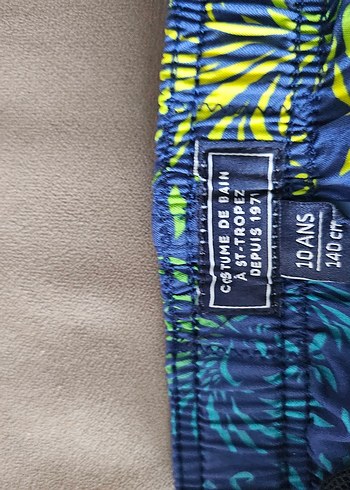 COSTUME DE BAIN
À ST-TROPEZ
DEPUIS 1971
10 ANS
140 cm